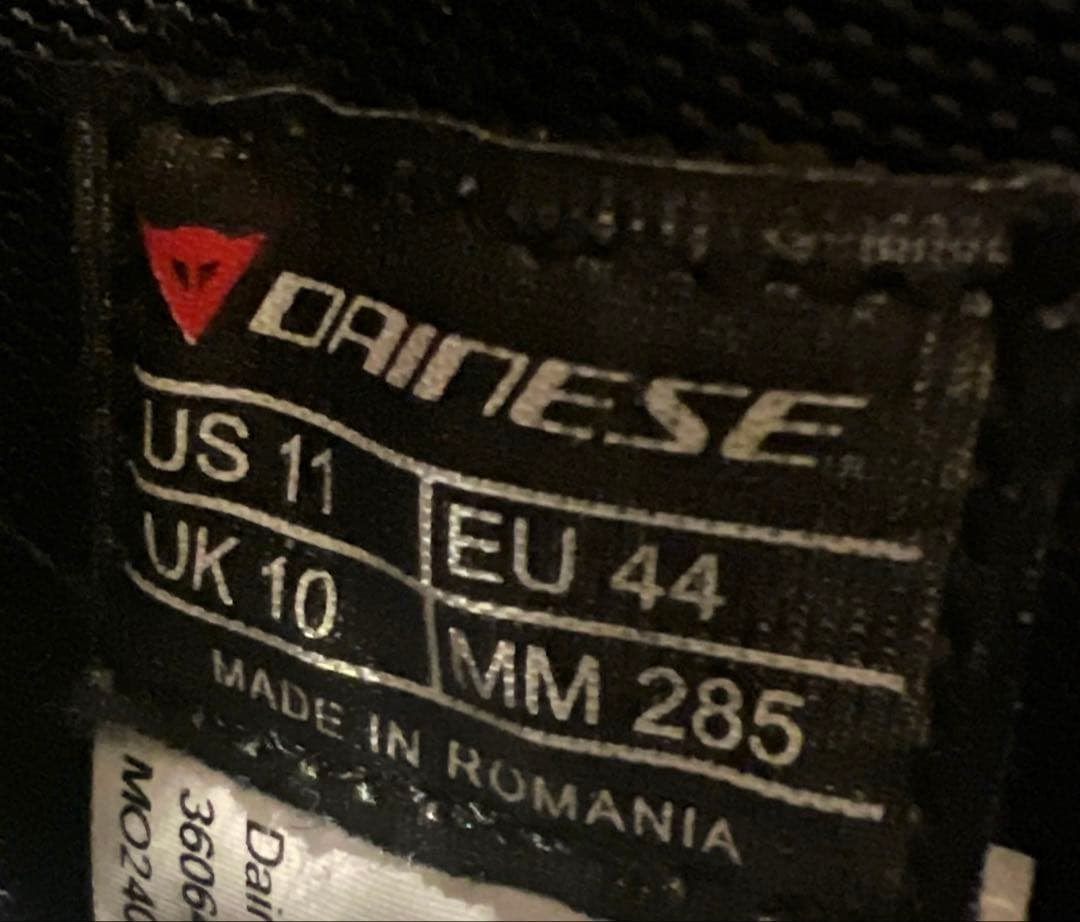 DAINESE
US 11
EU 44
UK 10
MM 285
MADE IN ROMANIA